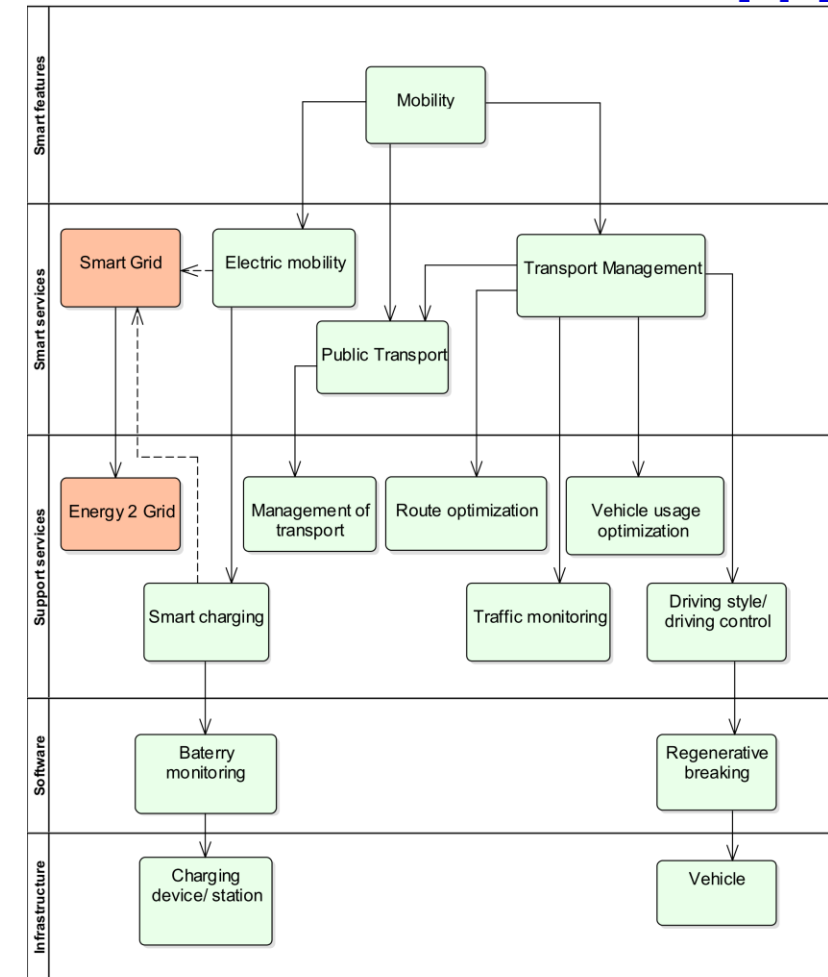 Smart features
Mobility
Smart services
Smart Grid
Electric mobility
Transport Management
Public Transport
Support services
Energy 2 Grid
Management of
transport
Route optimization
Vehicle usage
optimization
Smart charging
Traffic monitoring
Driving style/
driving control
Software
Baterry
monitoring
Regenerative
breaking
Infrastructure
Charging
device/ station
Vehicle